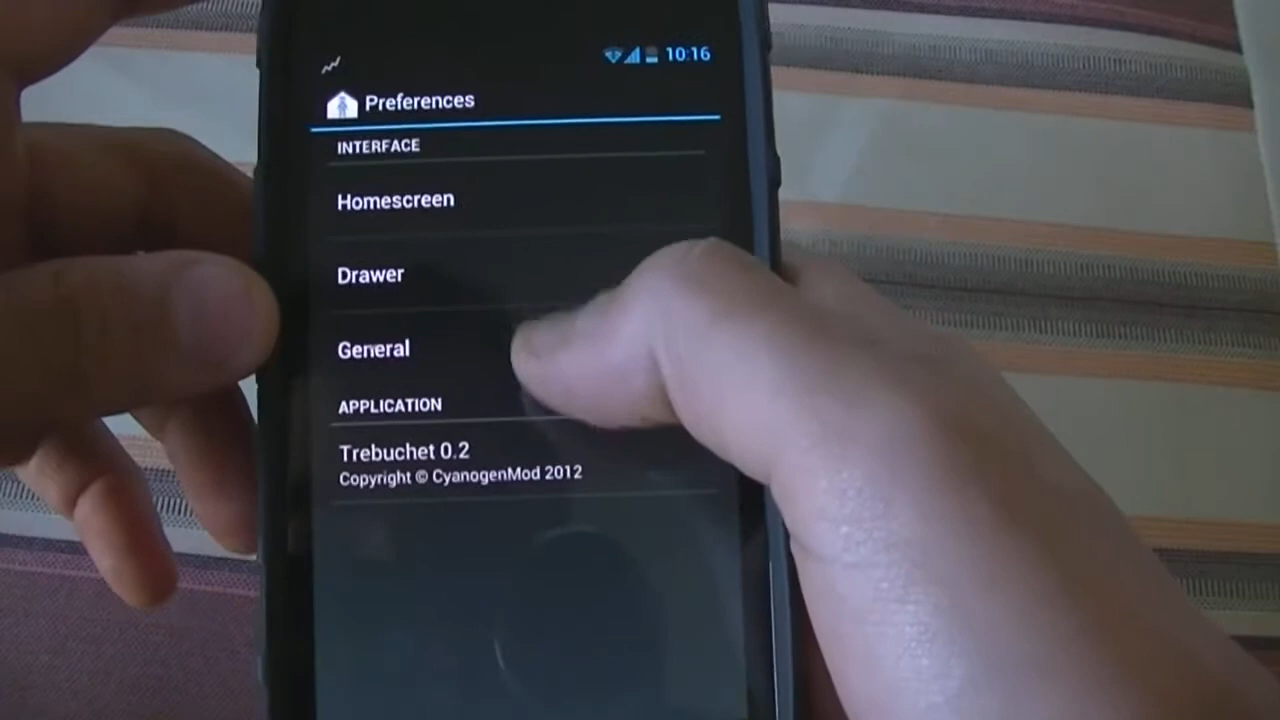 10:16
Preferences
INTERFACE
Homescreen
Drawer
General
APPLICATION
Trebuchet 0.2
Copyright © CyanogenMod 2012